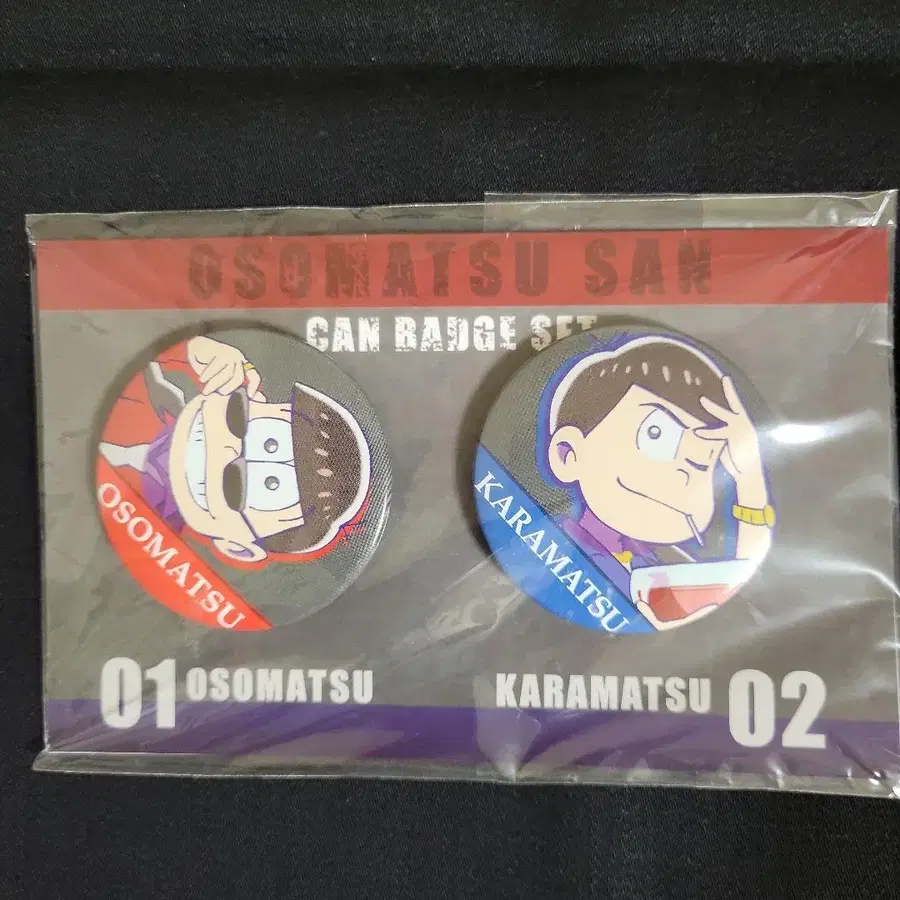 OSOMATSU SAN
CAN BADGE SET
OSOMATSU
KARAMATSU
01 OSOMATSU
KARAMATSU 02